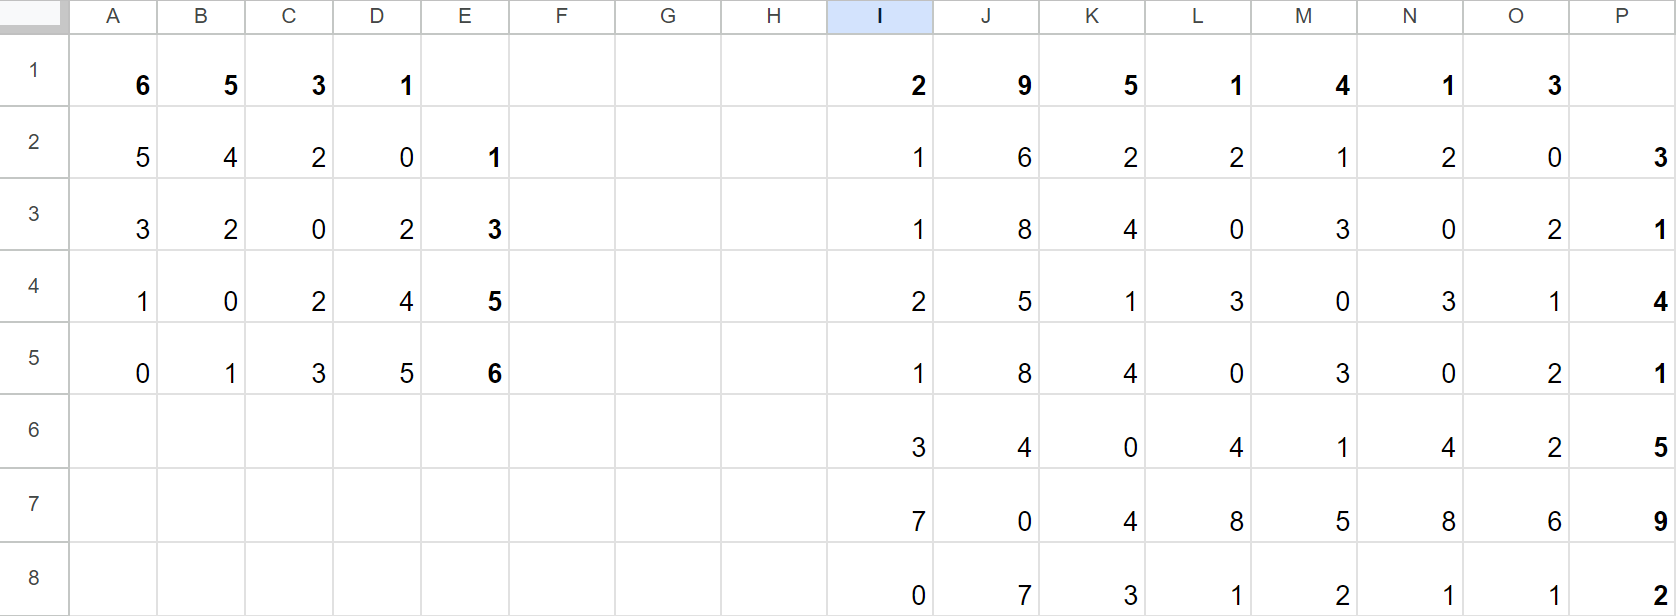 A B C D E F G H I J K L M N O P
1 6 5 3 1 2 9 5 1 4 1 3
2 5 4 2 0 1 1 6 2 2 1 2 0 3
3 3 2 0 2 3 1 8 4 0 3 0 2 1
4 1 0 2 4 5 2 5 1 3 0 3 1 4
5 0 1 3 5 6 1 8 4 0 3 0 2 1
6 3 4 0 4 1 4 2 5
7 7 0 4 8 5 8 6 9
8 0 7 3 1 2 1 1 2